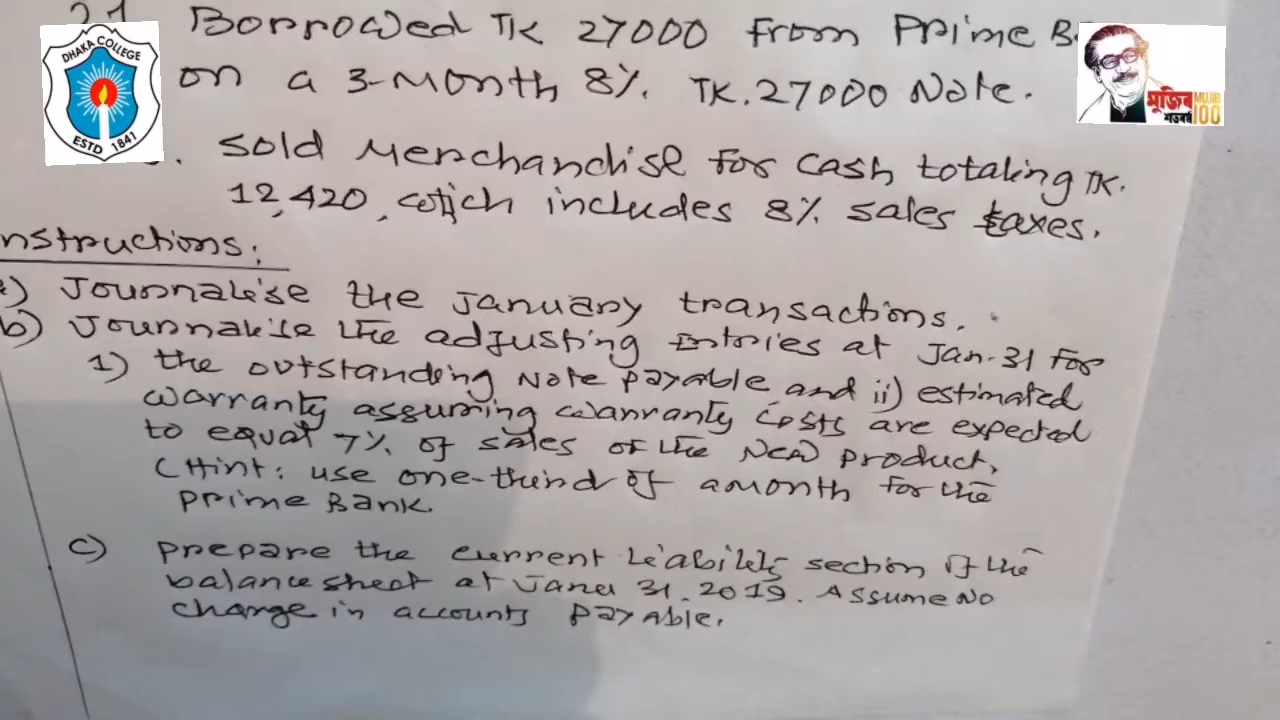 21 Borrowed TK 27000 from Prime B
on a 3-Month 8%. TK.27000 Note.
. Sold Merchandise for cash totaling TK.
12,420, which includes 8% sales taxes.
nstructions:
) Journalise the January transactions.
b) Journalise the adjusting Entries at Jan-31 for
1) the outstanding Note payable and ii) estimated
warranty assuming warranty costs are expected
to equal 7% of sales of the New product,
(Hint: use one-third of a month for the
Prime Bank.
c) prepare the current liability section of the
balance sheet at 31, 2019. Assume No
change in accounts payable.
DHAKA COLLEGE
ESTD 1841
মুজিব MUJIB
শতবর্ষ 100